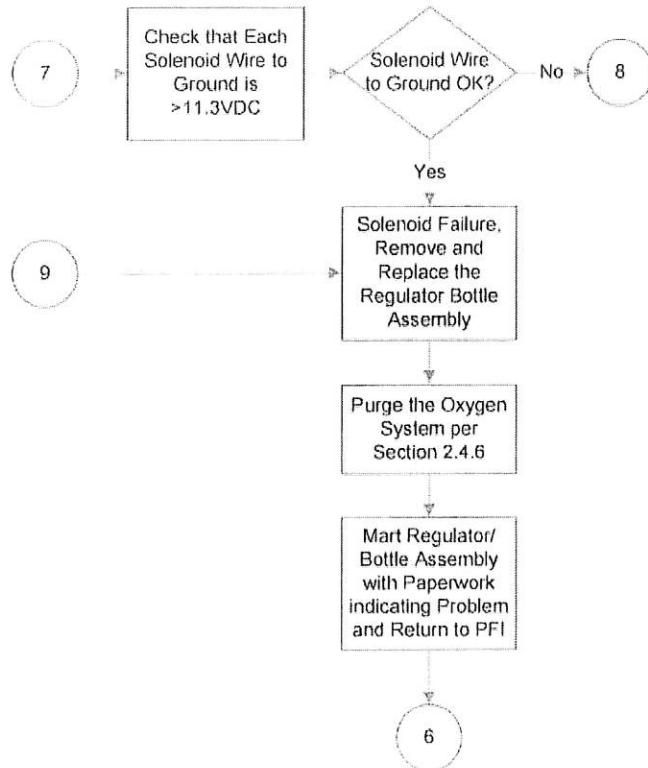 7
Check that Each
Solenoid Wire to
Ground is
>11.3VDC
Solenoid Wire
to Ground OK?
No
8
Yes
9
Solenoid Failure,
Remove and
Replace the
Regulator Bottle
Assembly
Purge the Oxygen
System per
Section 2.4.6
Mart Regulator/
Bottle Assembly
with Paperwork
indicating Problem
and Return to PFI
6